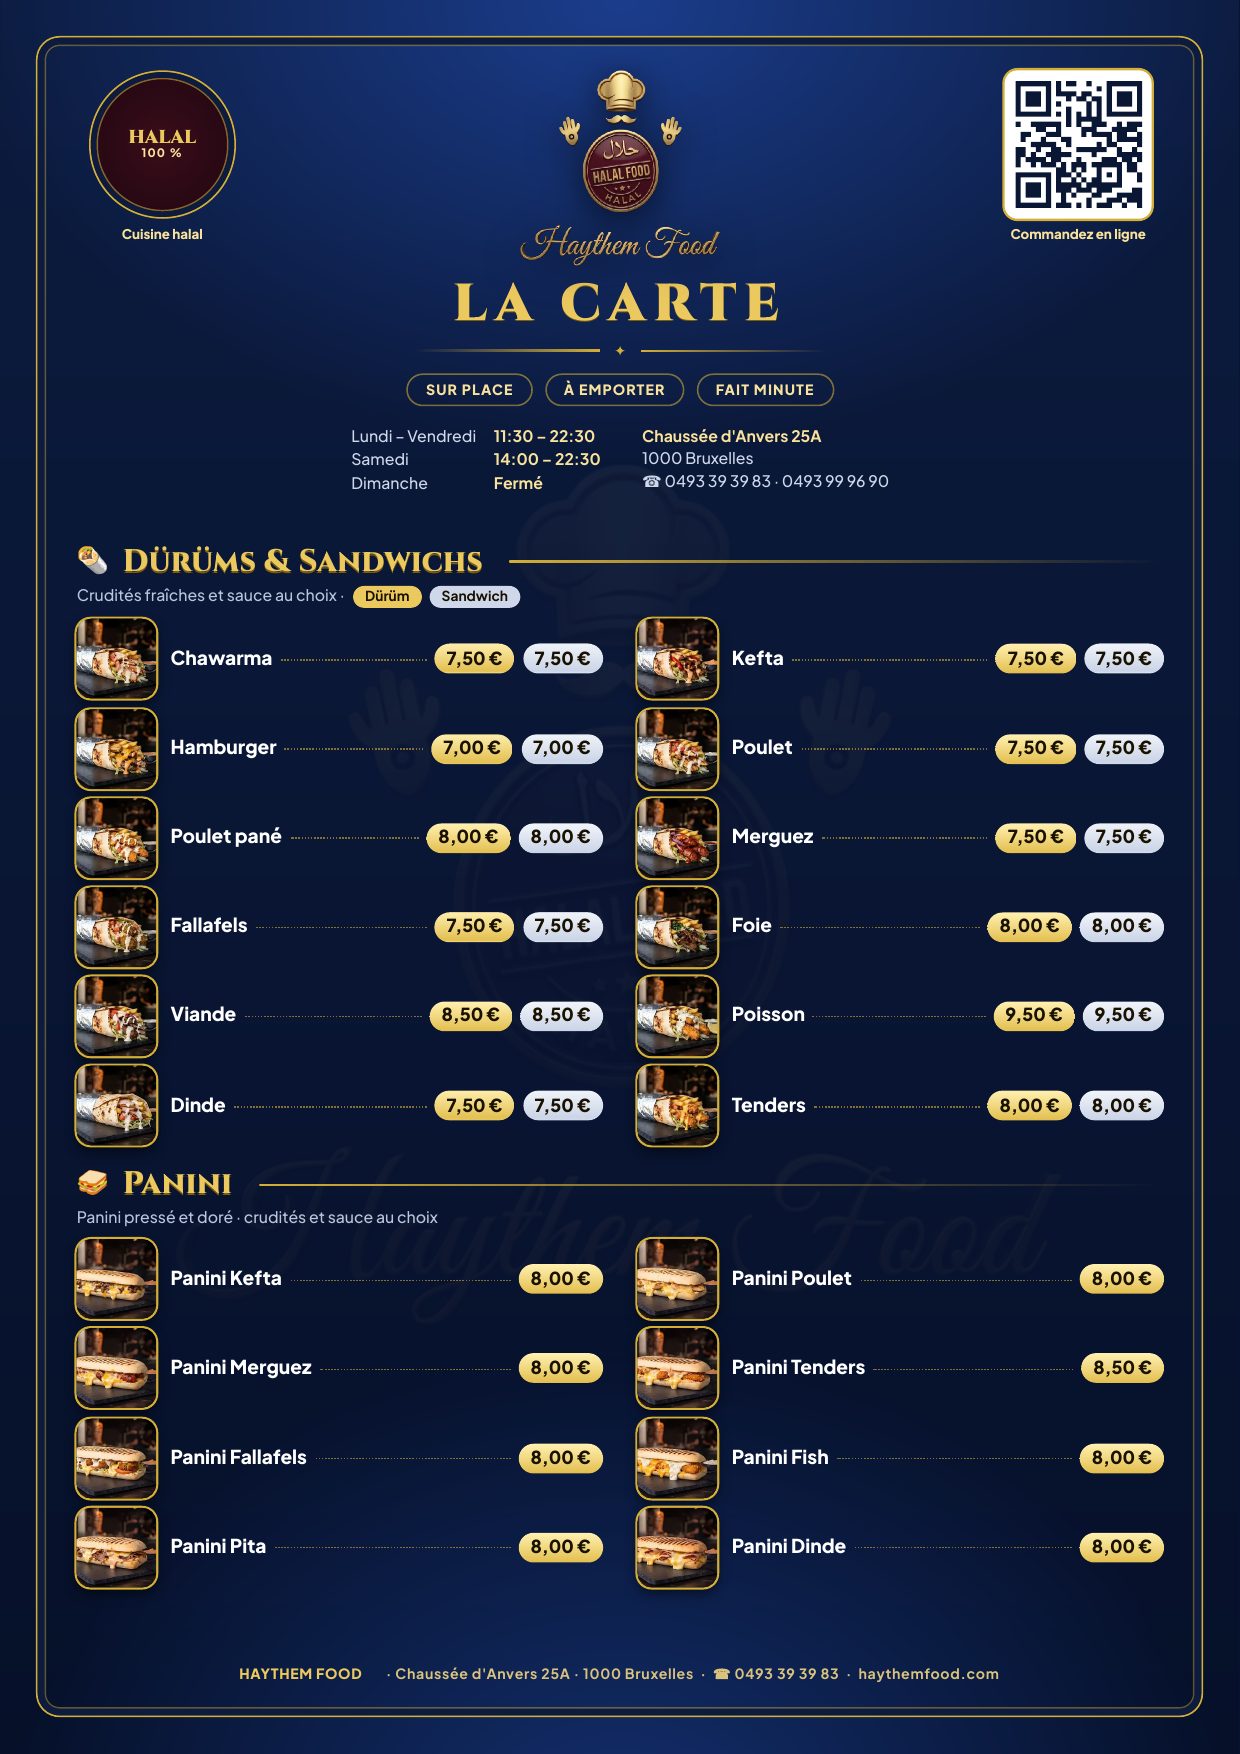 HALAL
100 %
Cuisine halal
حلال
HALAL FOOD
HALAL
Haythem Food
Commandez en ligne
LA CARTE
SUR PLACE À EMPORTER FAIT MINUTE
Lundi – Vendredi 11:30 – 22:30
Samedi 14:00 – 22:30
Dimanche Fermé
Chaussée d'Anvers 25A
1000 Bruxelles
☎ 0493 39 39 83 · 0493 99 96 90
DÜRÜMS & SANDWICHS
Crudités fraîches et sauce au choix · Dürüm Sandwich
Chawarma 7,50 € 7,50 €
Kefta 7,50 € 7,50 €
Hamburger 7,00 € 7,00 €
Poulet 7,50 € 7,50 €
Poulet pané 8,00 € 8,00 €
Merguez 7,50 € 7,50 €
Fallafels 7,50 € 7,50 €
Foie 8,00 € 8,00 €
Viande 8,50 € 8,50 €
Poisson 9,50 € 9,50 €
Dinde 7,50 € 7,50 €
Tenders 8,00 € 8,00 €
PANINI
Panini pressé et doré · crudités et sauce au choix
Panini Kefta 8,00 €
Panini Poulet 8,00 €
Panini Merguez 8,00 €
Panini Tenders 8,50 €
Panini Fallafels 8,00 €
Panini Fish 8,00 €
Panini Pita 8,00 €
Panini Dinde 8,00 €
HAYTHEM FOOD · Chaussée d'Anvers 25A · 1000 Bruxelles · ☎ 0493 39 39 83 · haythemfood.com